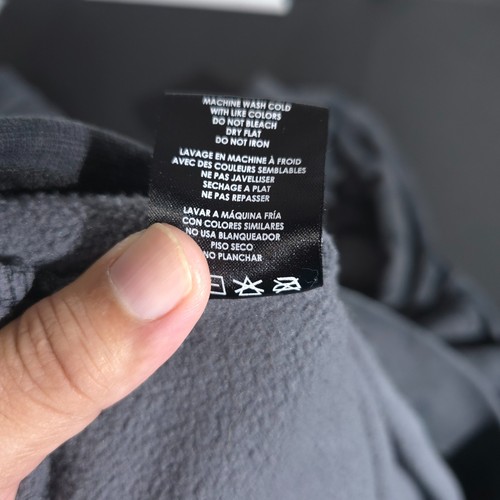 MACHINE WASH COLD
WITH LIKE COLORS
DO NOT BLEACH
DRY FLAT
DO NOT IRON
LAVAGE EN MACHINE À FROID
AVEC DES COULEURS SEMBLABLES
NE PAS JAVELLISER
SECHAGE A PLAT
NE PAS REPASSER
LAVAR A MÁQUINA FRÍA
CON COLORES SIMILARES
NO USA BLANQUEADOR
PISO SECO
NO PLANCHAR